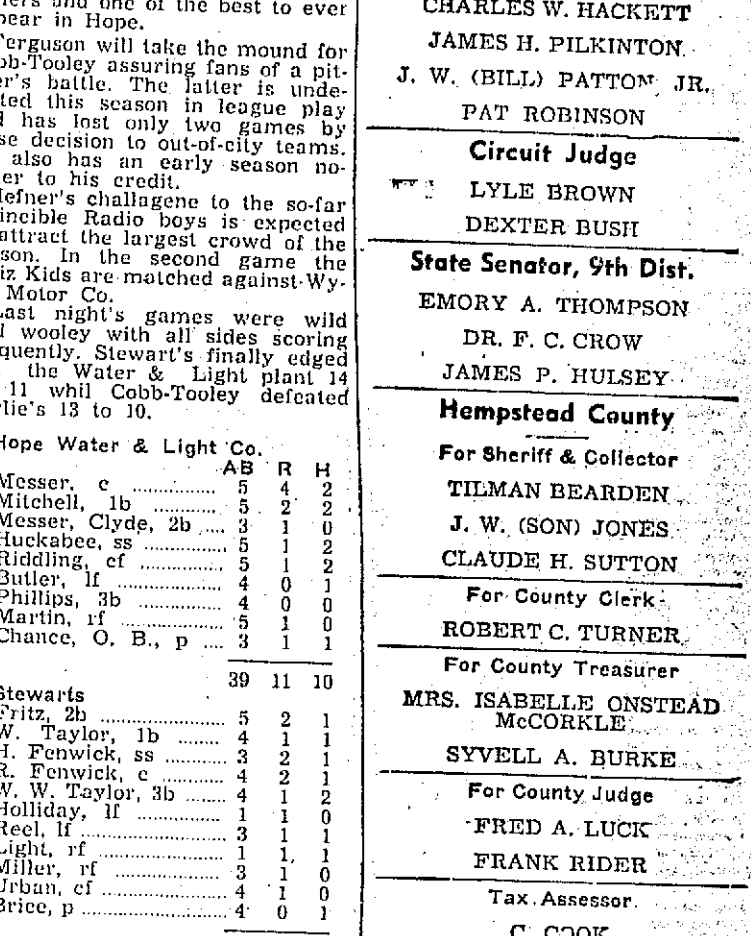 and one of the best to ever
pear in Hope.
Ferguson will take the mound for
bb-Tooley assuring fans of a pit-
er's battle. The latter is unde-
ted this season in league play
d has lost only two games by
se decision to out-of-city teams.
also has an early season no-
er to his credit.
Hefner's challagene to the so-far
incible Radio boys is expected
attract the largest crowd of the
son. In the second game the
iz Kids are matched against Wy-
Motor Co.
Last night's games were wild
d wooley with all sides scoring
quently. Stewart's finally edged
the Water & Light plant 14
11 whil Cobb-Tooley defeated
rlie's 13 to 10.
Hope Water & Light Co.
AB R H
Messer, c ............... 5 4 2
Mitchell, 1b ............... 5 2 2
Messer, Clyde, 2b .... 3 1 0
Huckabee, ss ............... 5 1 2
Riddling, cf ............... 5 1 2
Butler, lf ............... 4 0 1
Phillips, 3b ............... 4 0 0
Martin, rf ............... 5 1 0
Chance, O. B., p .... 3 1 1
39 11 10
Stewarts
Fritz, 2b ............... 5 2 1
W. Taylor, 1b ........ 4 1 1
H. Fenwick, ss ........ 3 2 1
R. Fenwick, c ........ 4 2 1
W. W. Taylor, 3b ....... 4 1 2
Holliday, lf ............... 1 1 0
Reel, lf ............... 3 1 1
Light, rf ............... 1 1 1
Miller, rf ............... 3 1 0
Urban, cf ............... 4 1 0
Brice, p ............... 4 0 1
CHARLES W. HACKETT
JAMES H. PILKINTON
J. W. (BILL) PATTON JR.
PAT ROBINSON
Circuit Judge
LYLE BROWN
DEXTER BUSH
State Senator, 9th Dist.
EMORY A. THOMPSON
DR. F. C. CROW
JAMES P. HULSEY
Hempstead County
For Sheriff & Collector
TILMAN BEARDEN
J. W. (SON) JONES
CLAUDE H. SUTTON
For County Clerk
ROBERT C. TURNER
For County Treasurer
MRS. ISABELLE ONSTEAD
McCORKLE
SYVELL A. BURKE
For County Judge
FRED A. LUCK
FRANK RIDER
Tax Assessor
C. COOK